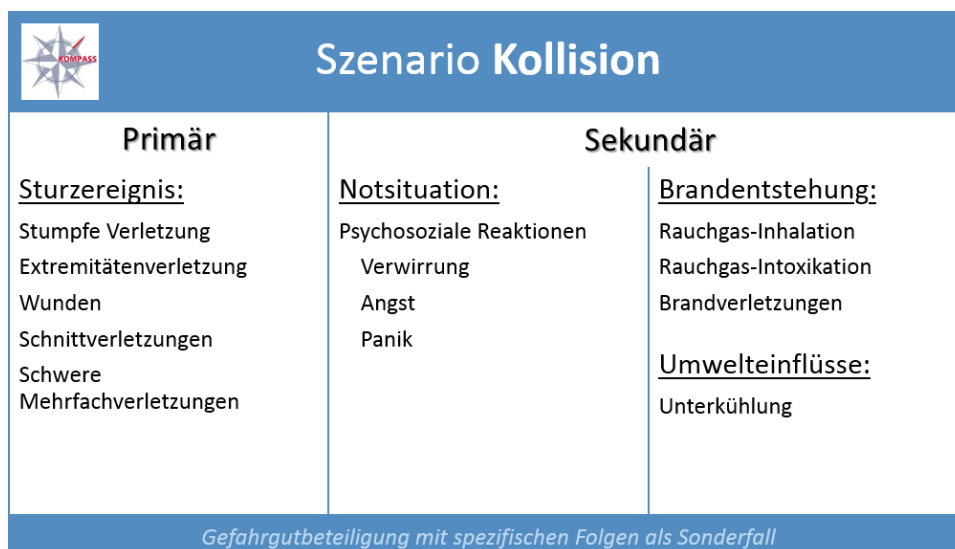 KOMPASS
Szenario Kollision
Primär
Sturzereignis:
Stumpfe Verletzung
Extremitätenverletzung
Wunden
Schnittverletzungen
Schwere
Mehrfachverletzungen
Sekundär
Notsituation:
Psychosoziale Reaktionen
Verwirrung
Angst
Panik
Brandentstehung:
Rauchgas-Inhalation
Rauchgas-Intoxikation
Brandverletzungen
Umwelteinflüsse:
Unterkühlung
Gefahrgutbeteiligung mit spezifischen Folgen als Sonderfall